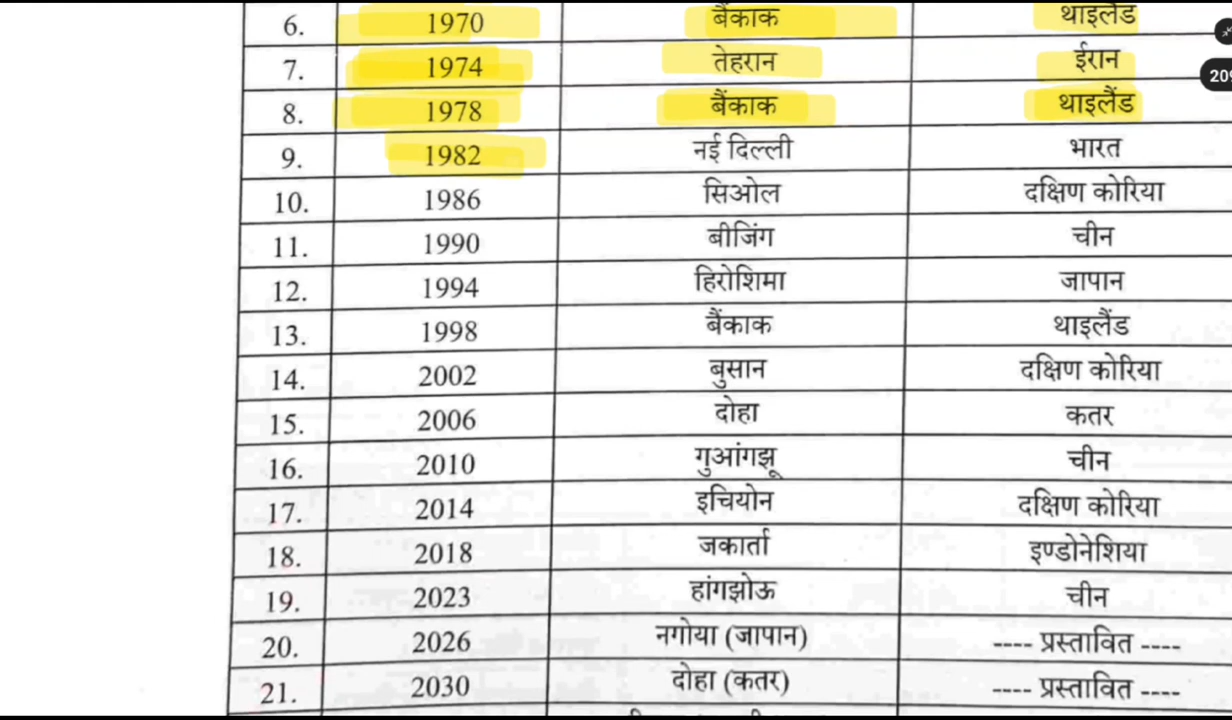 6. 1970 बैंकाक थाइलैंड
7. 1974 तेहरान ईरान
8. 1978 बैंकाक थाइलैंड
9. 1982 नई दिल्ली भारत
10. 1986 सिओल दक्षिण कोरिया
11. 1990 बीजिंग चीन
12. 1994 हिरोशिमा जापान
13. 1998 बैंकाक थाइलैंड
14. 2002 बुसान दक्षिण कोरिया
15. 2006 दोहा कतर
16. 2010 गुआंगझू चीन
17. 2014 इचियोन दक्षिण कोरिया
18. 2018 जकार्ता इण्डोनेशिया
19. 2023 हांगझोऊ चीन
20. 2026 नगोया (जापान) ---- प्रस्तावित ----
21. 2030 दोहा (कतर) ---- प्रस्तावित ----